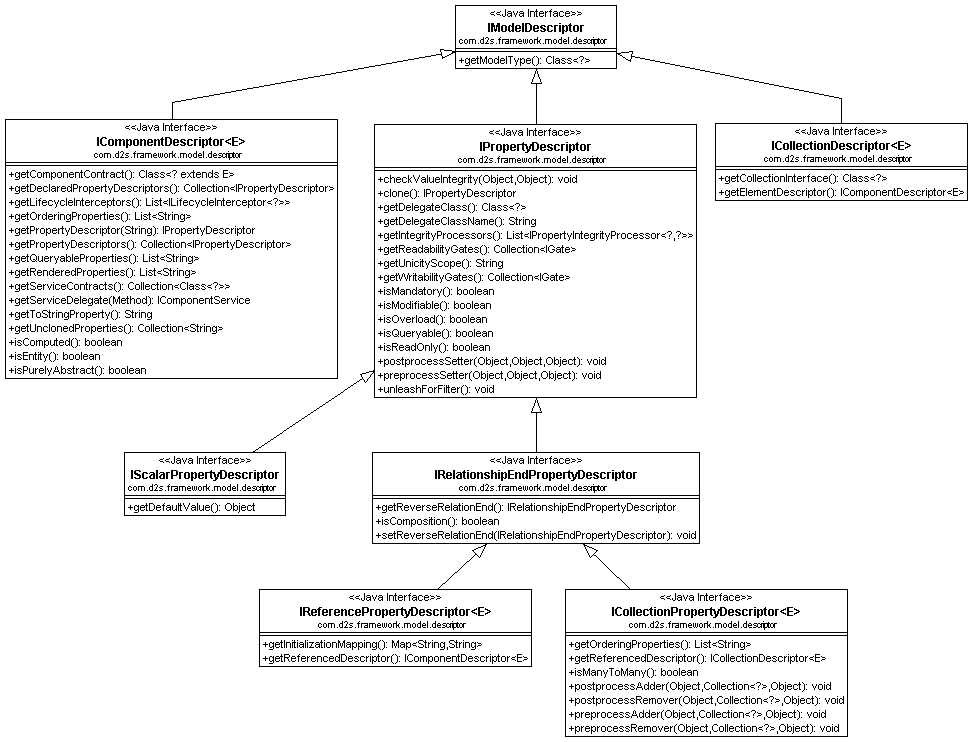 <<Java Interface>>
IModelDescriptor
com.d2s.framework.model.descriptor
+getModelType(): Class<?>
<<Java Interface>>
IComponentDescriptor<E>
com.d2s.framework.model.descriptor
+getComponentContract(): Class<? extends E>
+getDeclaredPropertyDescriptors(): Collection<IPropertyDescriptor>
+getLifecycleInterceptors(): List<ILifecycleInterceptor<?>>
+getOrderingProperties(): List<String>
+getPropertyDescriptor(String): IPropertyDescriptor
+getPropertyDescriptors(): Collection<IPropertyDescriptor>
+getQueryableProperties(): List<String>
+getRenderedProperties(): List<String>
+getServiceContracts(): Collection<Class<?>>
+getServiceDelegate(Method): IComponentService
+getToStringProperty(): String
+getUnclonedProperties(): Collection<String>
+isComputed(): boolean
+isEntity(): boolean
+isPurelyAbstract(): boolean
<<Java Interface>>
IPropertyDescriptor
com.d2s.framework.model.descriptor
+checkValueIntegrity(Object,Object): void
+clone(): IPropertyDescriptor
+getDelegateClass(): Class<?>
+getDelegateClassName(): String
+getIntegrityProcessors(): List<IPropertyIntegrityProcessor<?,?>>
+getReadabilityGates(): Collection<IGate>
+getUnicityScope(): String
+getWritabilityGates(): Collection<IGate>
+isMandatory(): boolean
+isModifiable(): boolean
+isOverload(): boolean
+isQueryable(): boolean
+isReadOnly(): boolean
+postprocessSetter(Object,Object,Object): void
+preprocessSetter(Object,Object,Object): void
+unleashForFilter(): void
<<Java Interface>>
ICollectionDescriptor<E>
com.d2s.framework.model.descriptor
+getCollectionInterface(): Class<?>
+getElementDescriptor(): IComponentDescriptor<E>
<<Java Interface>>
IScalarPropertyDescriptor
com.d2s.framework.model.descriptor
+getDefaultValue(): Object
<<Java Interface>>
IRelationshipEndPropertyDescriptor
com.d2s.framework.model.descriptor
+getReverseRelationEnd(): IRelationshipEndPropertyDescriptor
+isComposition(): boolean
+setReverseRelationEnd(IRelationshipEndPropertyDescriptor): void
<<Java Interface>>
IReferencePropertyDescriptor<E>
com.d2s.framework.model.descriptor
+getInitializationMapping(): Map<String,String>
+getReferencedDescriptor(): IComponentDescriptor<E>
<<Java Interface>>
ICollectionPropertyDescriptor<E>
com.d2s.framework.model.descriptor
+getOrderingProperties(): List<String>
+getReferencedDescriptor(): ICollectionDescriptor<E>
+isManyToMany(): boolean
+postprocessAdder(Object,Collection<?>,Object): void
+postprocessRemover(Object,Collection<?>,Object): void
+preprocessAdder(Object,Collection<?>,Object): void
+preprocessRemover(Object,Collection<?>,Object): void